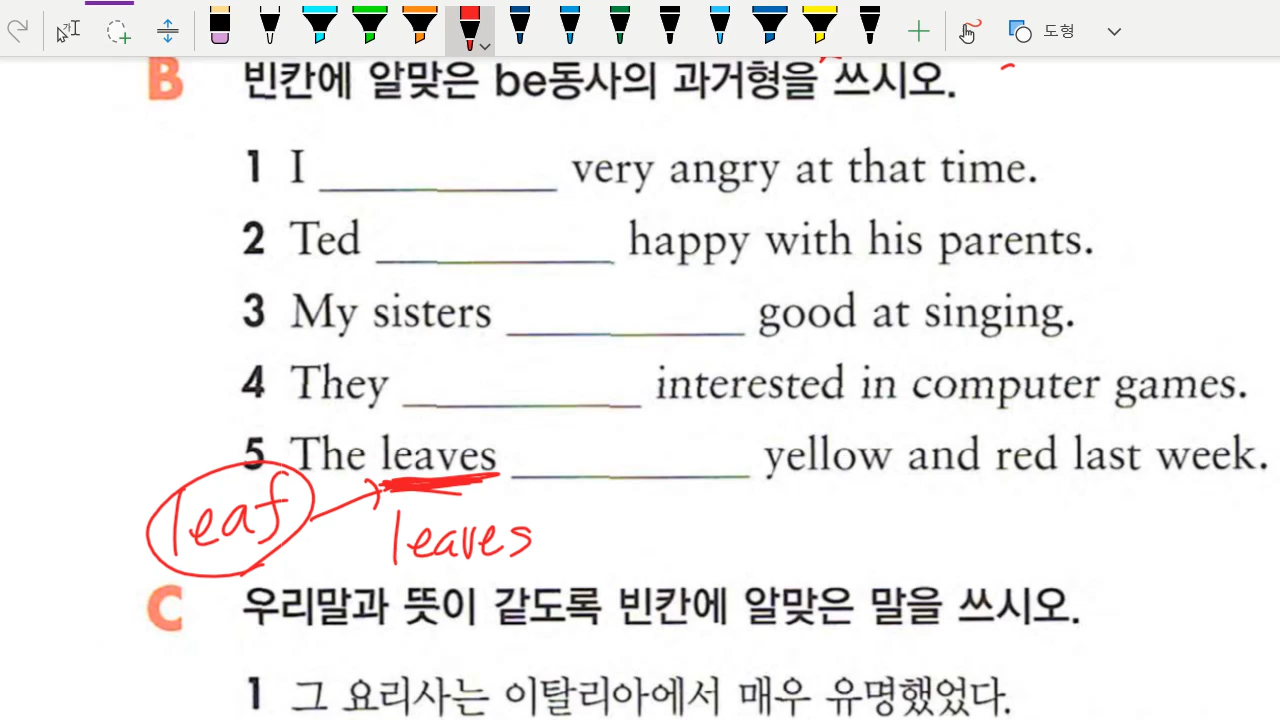 도형
B 빈칸에 알맞은 be동사의 과거형을 쓰시오.
1 I __________ very angry at that time.
2 Ted __________ happy with his parents.
3 My sisters __________ good at singing.
4 They __________ interested in computer games.
5 The leaves __________ yellow and red last week.
leaf → leaves
C 우리말과 뜻이 같도록 빈칸에 알맞은 말을 쓰시오.
1 그 요리사는 이탈리아에서 매우 유명했었다.